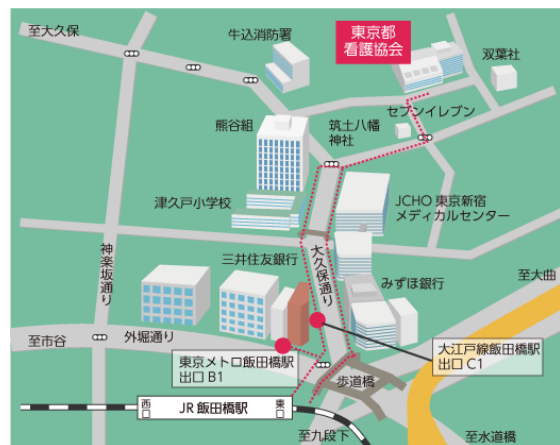 至大久保
牛込消防署
東京都
看護協会
双葉社
セブンイレブン
熊谷組
筑土八幡
神社
津久戸小学校
JCHO 東京新宿
メディカルセンター
神楽坂通り
三井住友銀行
大久保通り
みずほ銀行
至大曲
至市谷
外堀通り
東京メトロ飯田橋駅
出口 B1
大江戸線飯田橋駅
出口 C1
歩道橋
西口
JR 飯田橋駅
東口
至九段下
至水道橋